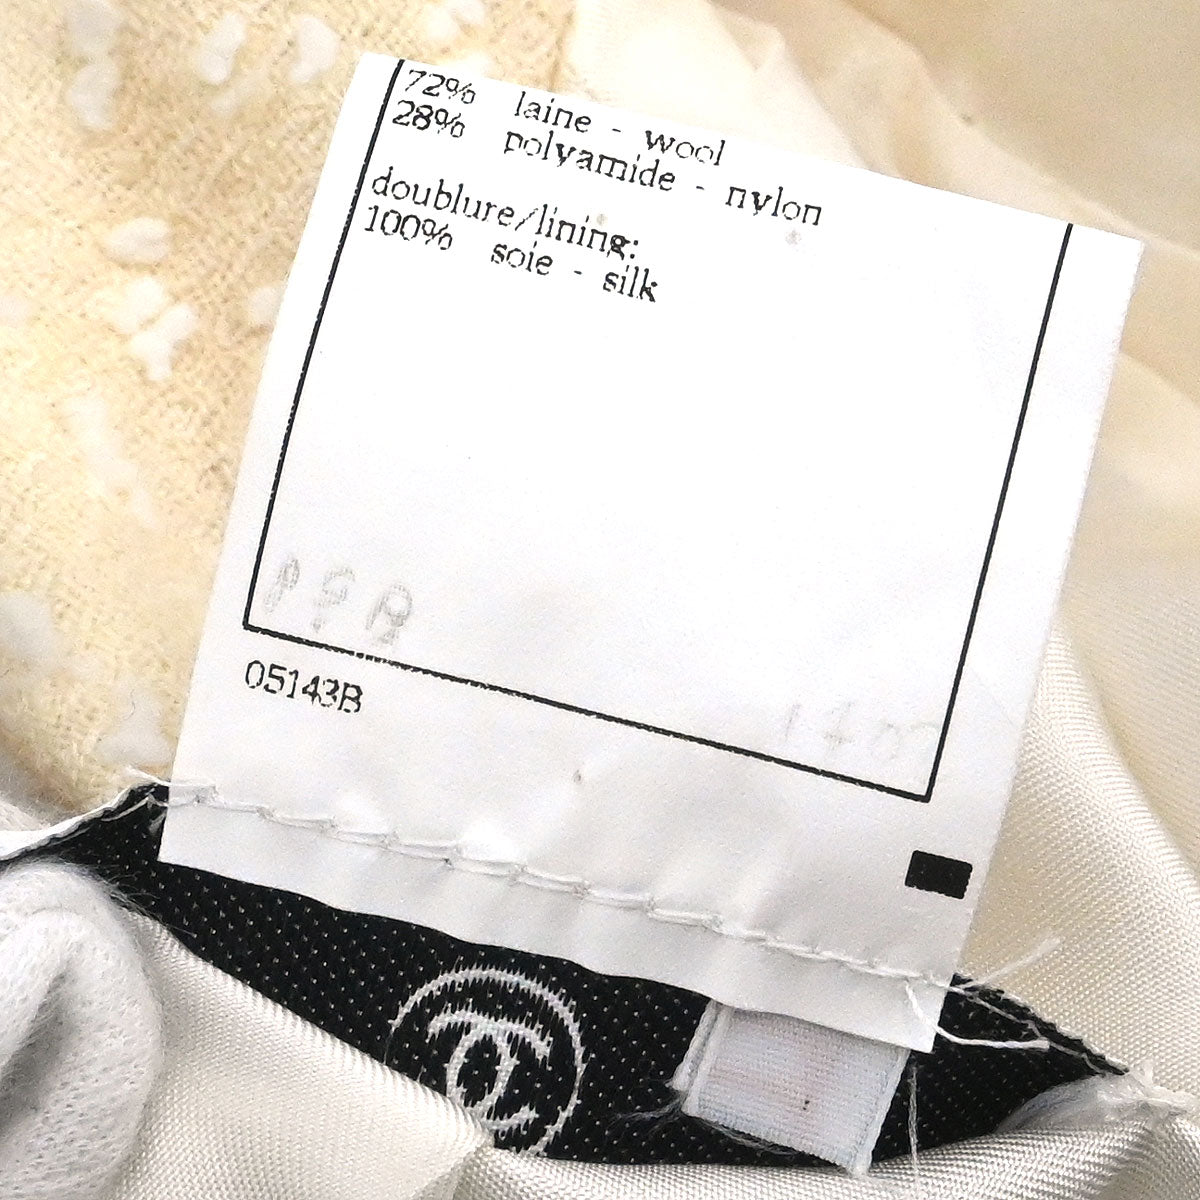 72% laine - wool
28% polyamide - nylon
doublure/lining:
100% soie - silk
05143B